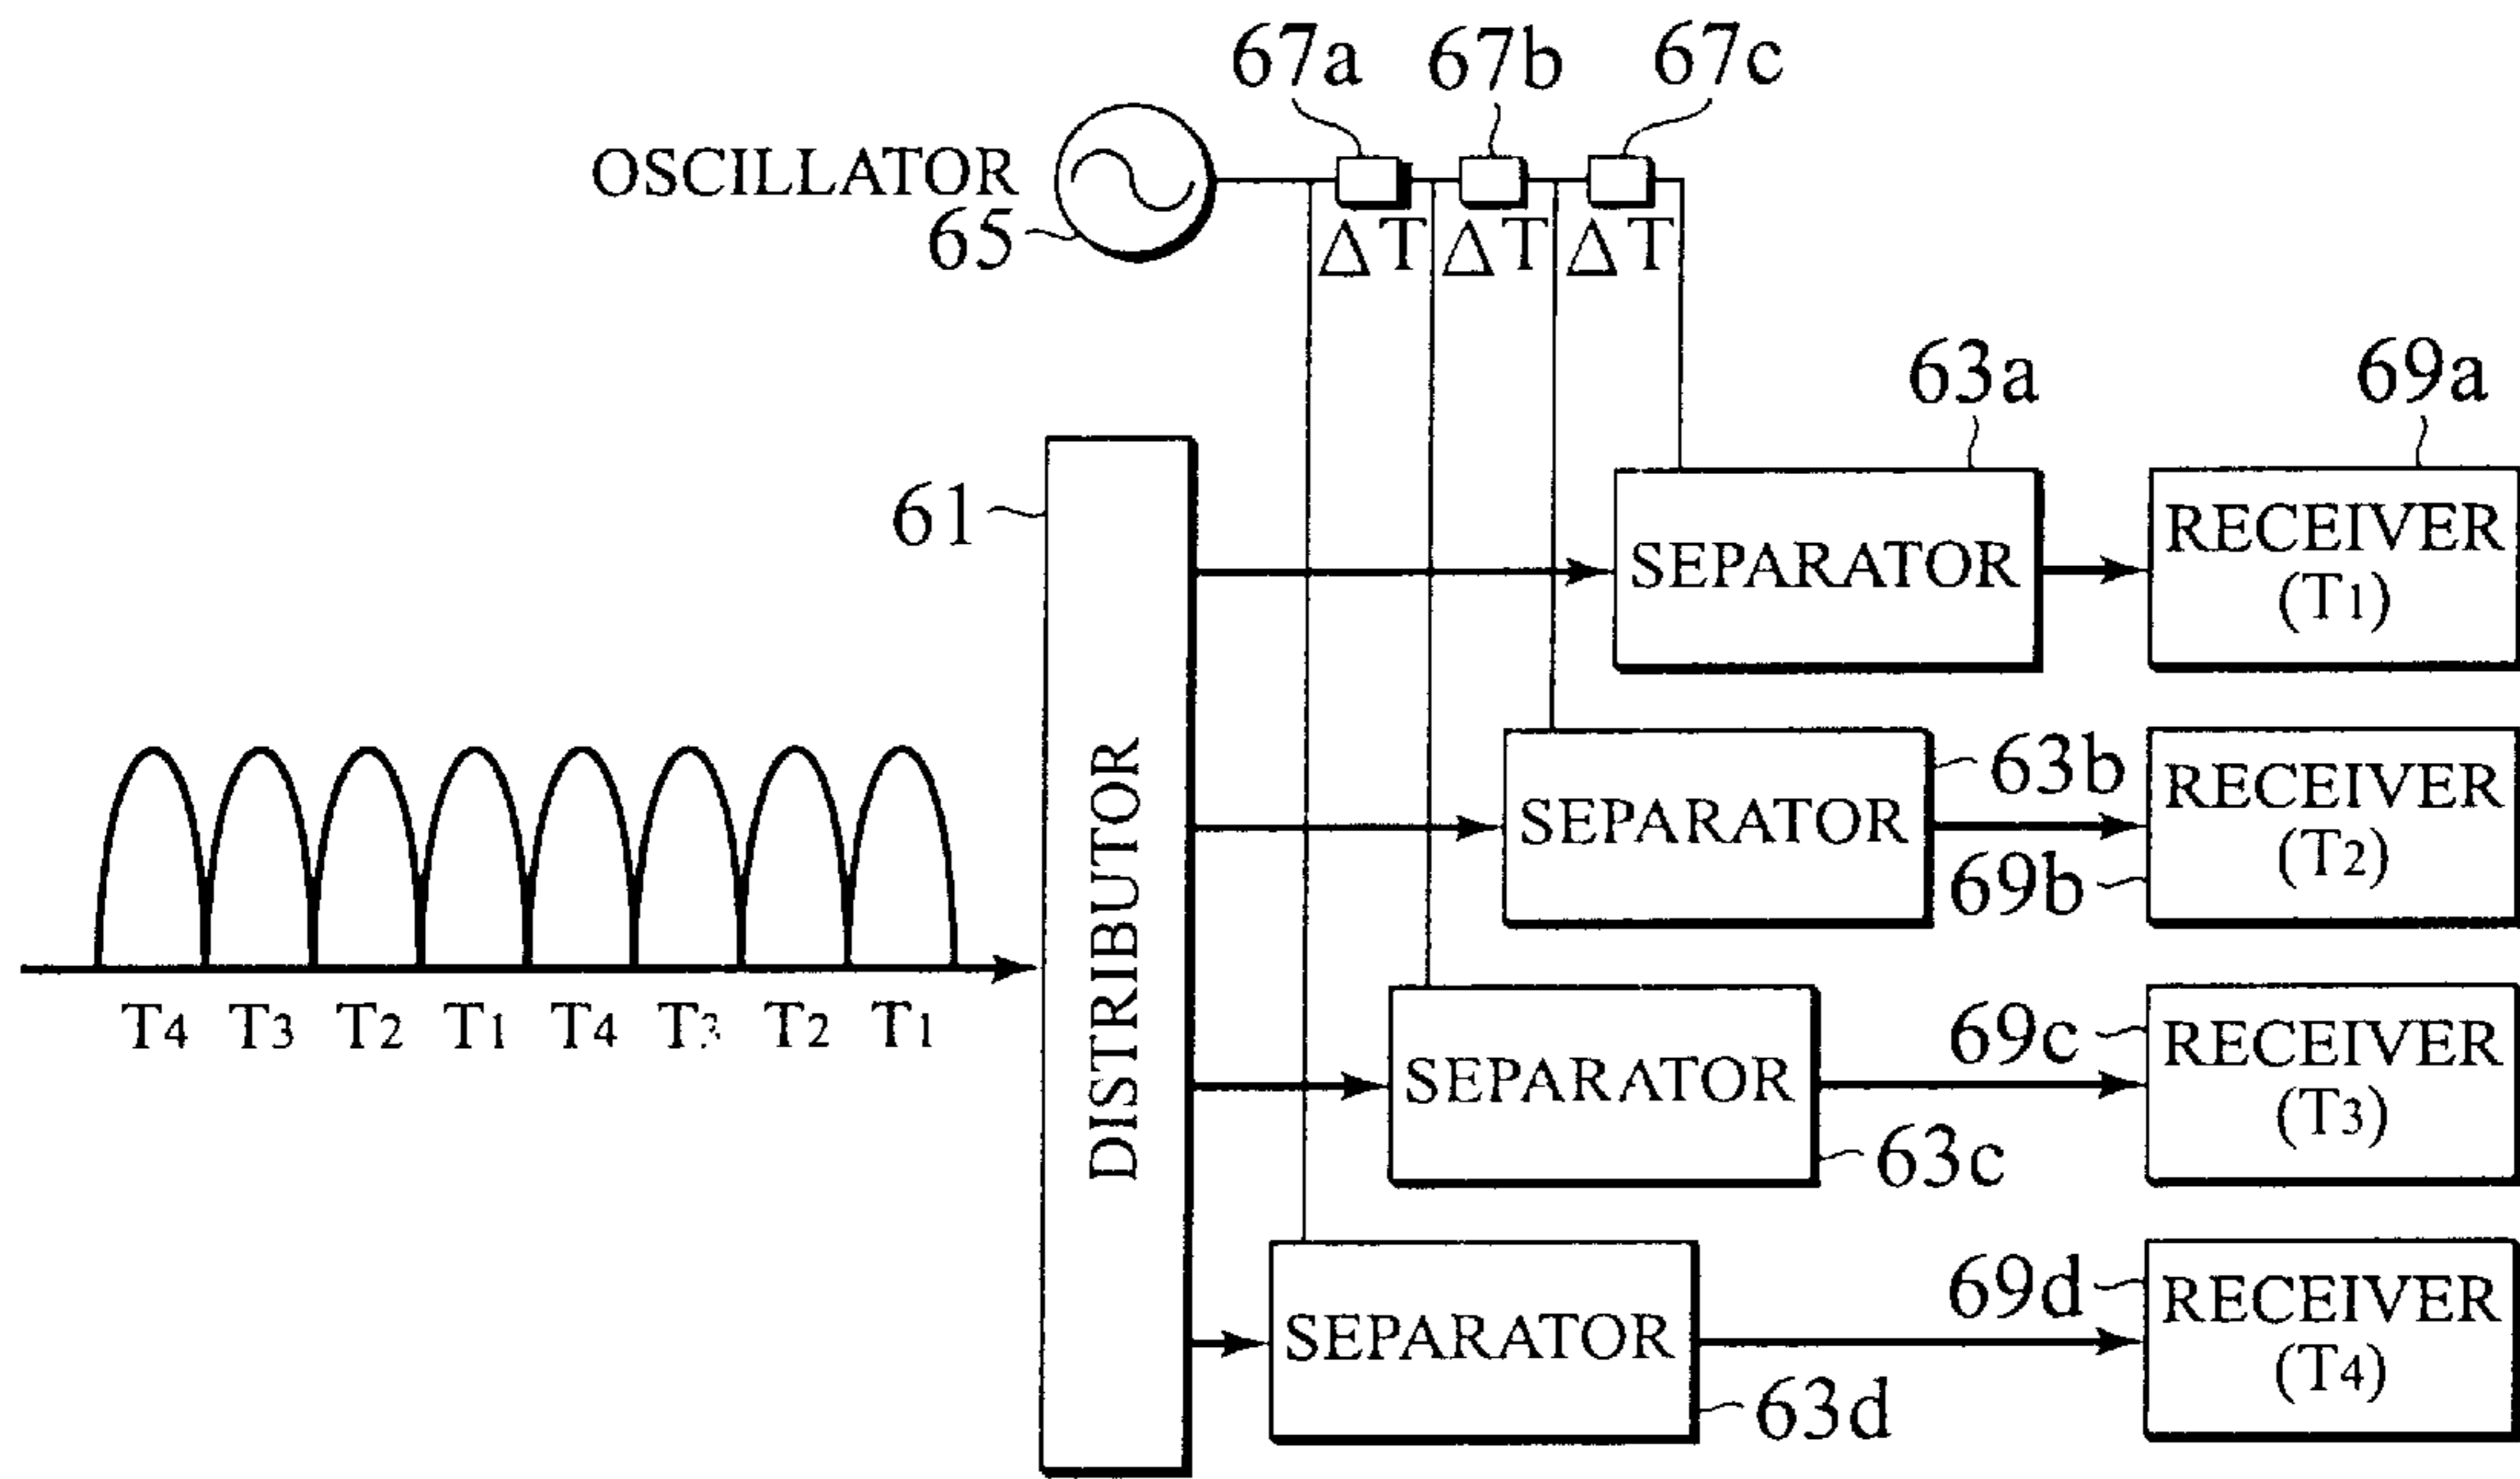 67a 67b 67c
OSCILLATOR
65
ΔT ΔT ΔT
63a 69a
61
SEPARATOR
RECEIVER
(T1)
DISTRIBUTOR
63b
SEPARATOR
RECEIVER
(T2)
69b
T4 T3 T2 T1 T4 T3 T2 T1
69c
SEPARATOR
RECEIVER
(T3)
63c
69d
SEPARATOR
RECEIVER
(T4)
63d